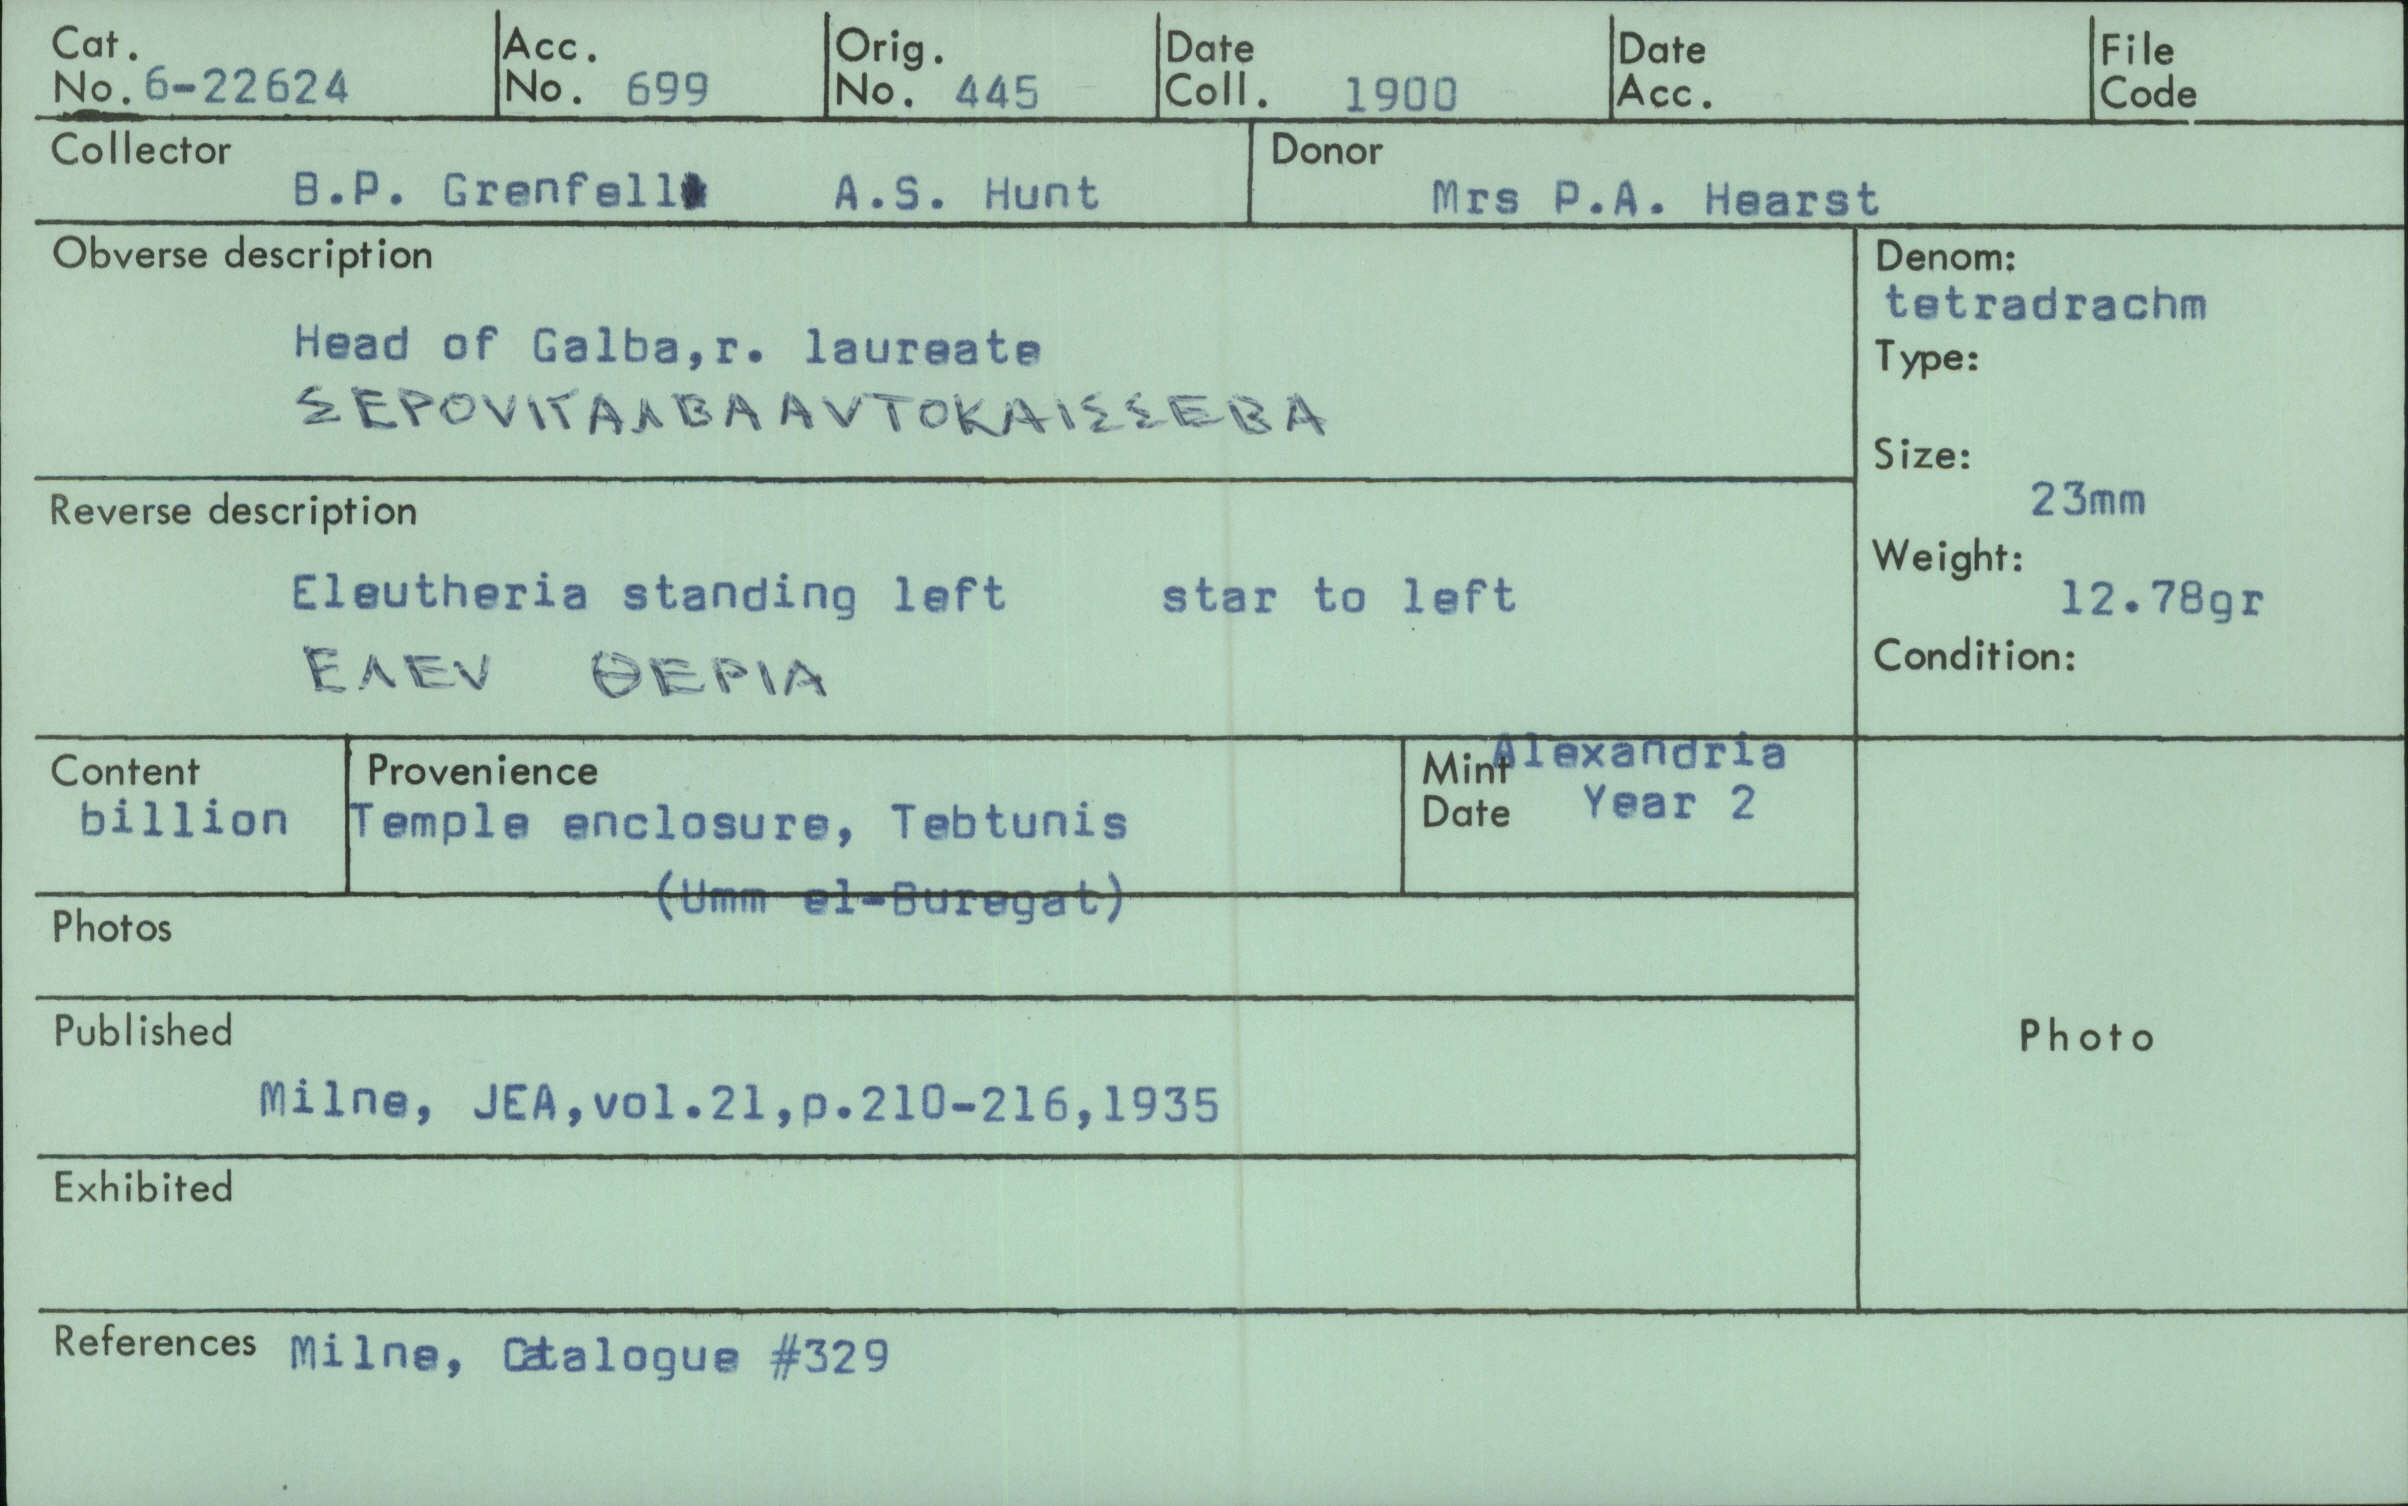 Cat. No. 6-22624
Acc. No. 699
Orig. No. 445
Date Coll. 1900
Date Acc.
File Code
Collector
B.P. Grenfell A.S. Hunt
Donor
Mrs P.A. Hearst
Obverse description
Head of Galba,r. laureate
ΣΕΡΟVΙΓΑΛΒΑΑVΤΟΚΑΙΣΣΕΒΑ
Denom:
tetradrachm
Type:
Size:
23mm
Weight:
12.78gr
Condition:
Reverse description
Eleutheria standing left star to left
ΕΛΕV ΘΕΡΙΑ
Content
billion
Provenience
Temple enclosure, Tebtunis
(Umm el-Buregat)
Mint Alexandria
Date Year 2
Photos
Published
Milne, JEA,vol.21,p.210-216,1935
Photo
Exhibited
References Milne, Catalogue #329